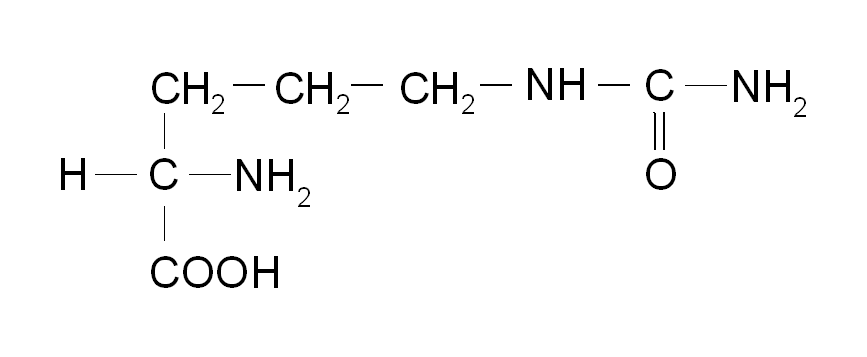 CH2 — CH2 — CH2 — NH — C — NH2
H — C — NH2 O
COOH